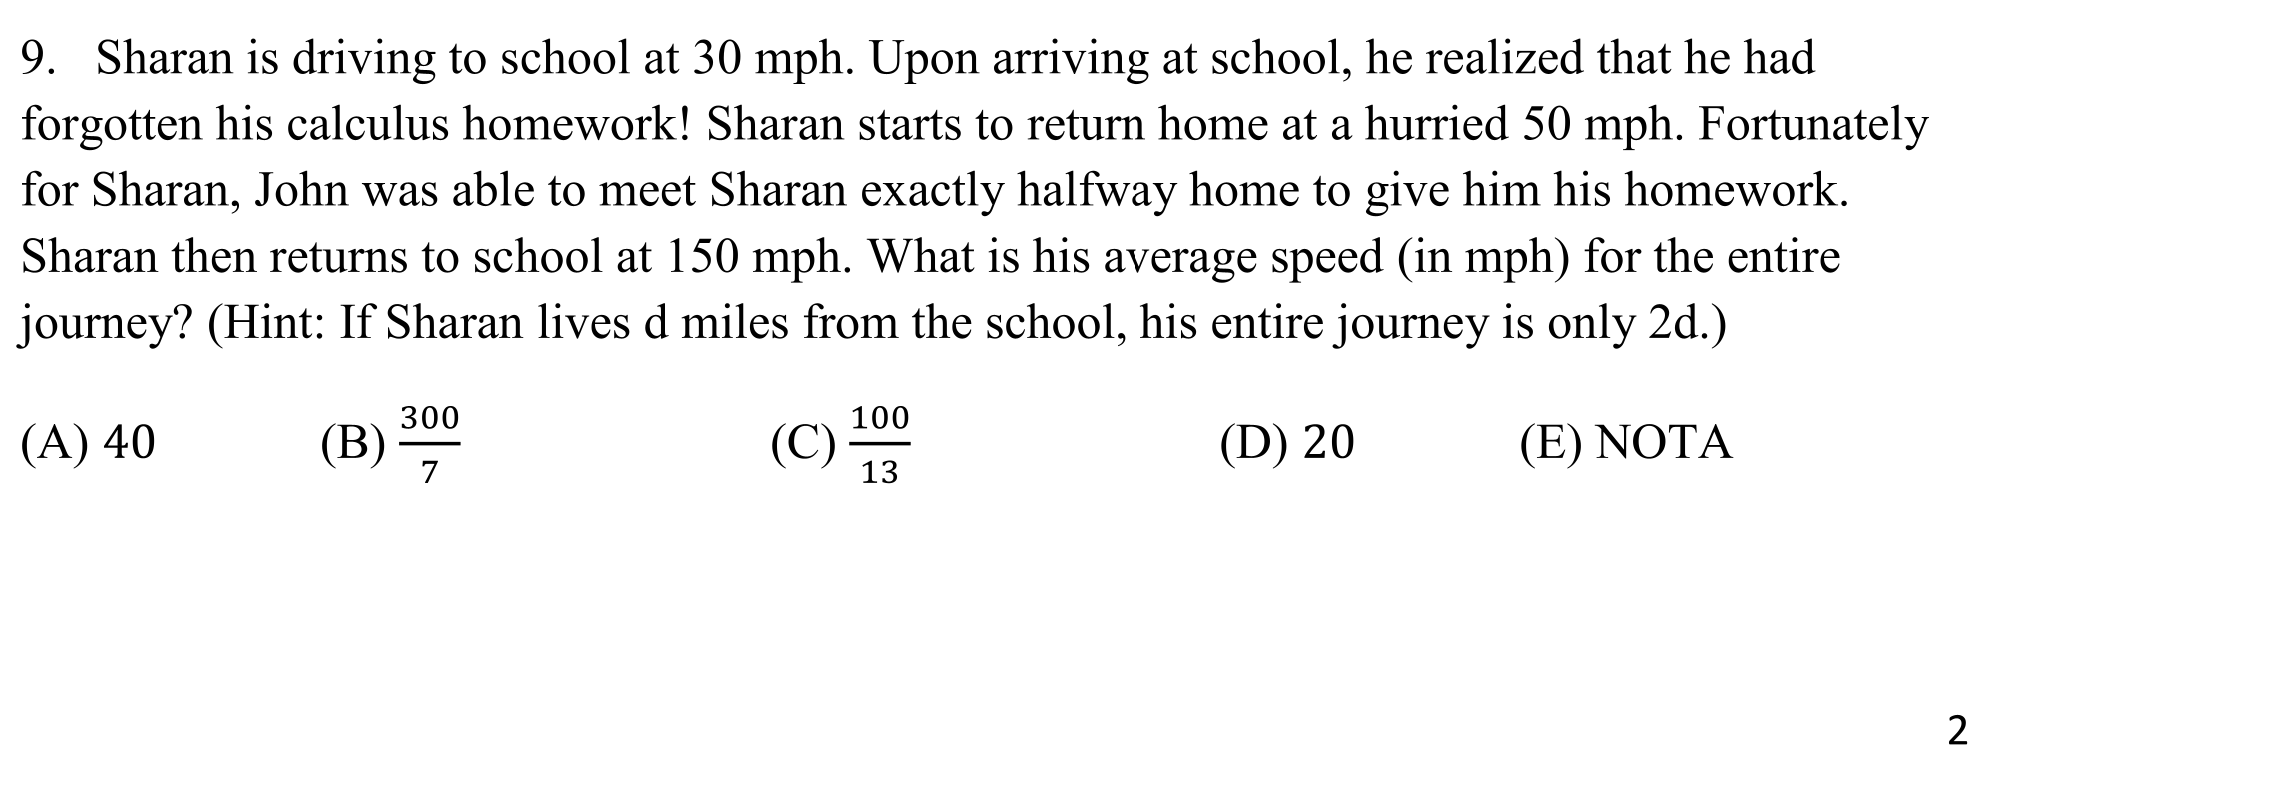 9. Sharan is driving to school at 30 mph. Upon arriving at school, he realized that he had
forgotten his calculus homework! Sharan starts to return home at a hurried 50 mph. Fortunately
for Sharan, John was able to meet Sharan exactly halfway home to give him his homework.
Sharan then returns to school at 150 mph. What is his average speed (in mph) for the entire
journey? (Hint: If Sharan lives d miles from the school, his entire journey is only 2d.)
(A) 40 (B) 300/7 (C) 100/13 (D) 20 (E) NOTA
2